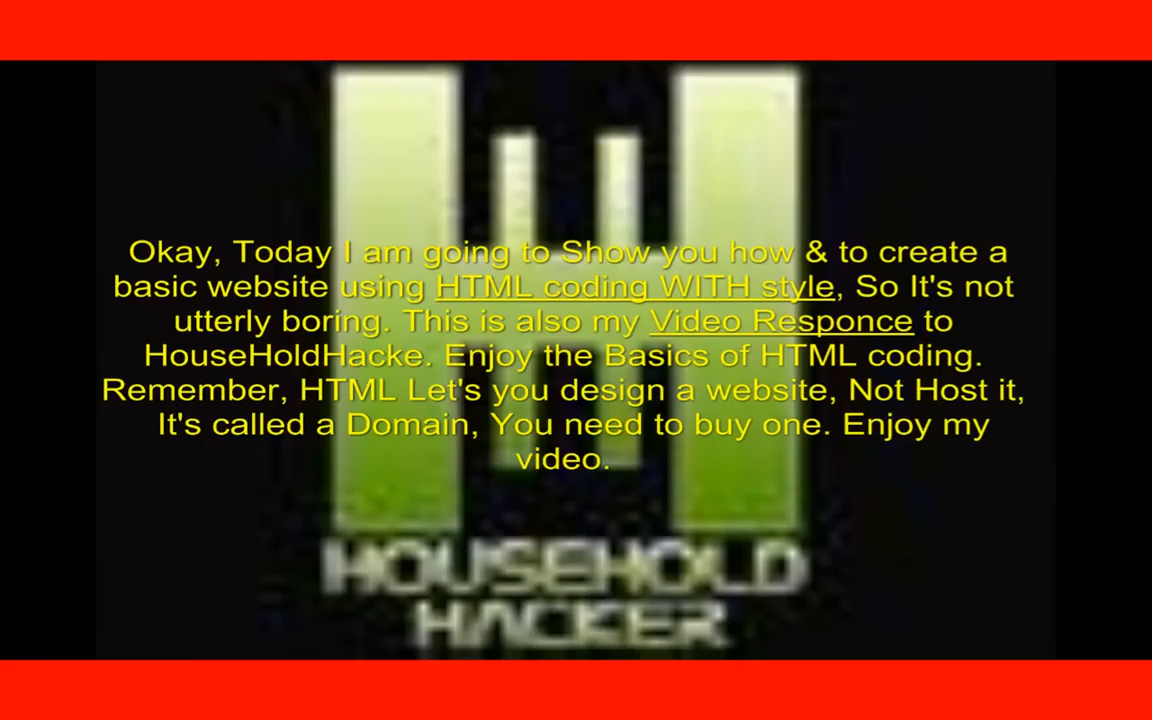 Okay, Today I am going to Show you how & to create a
basic website using HTML coding WITH style, So It's not
utterly boring. This is also my Video Responce to
HouseHoldHacke. Enjoy the Basics of HTML coding.
Remember, HTML Let's you design a website, Not Host it,
It's called a Domain, You need to buy one. Enjoy my
video.
HOUSEHOLD
HACKER